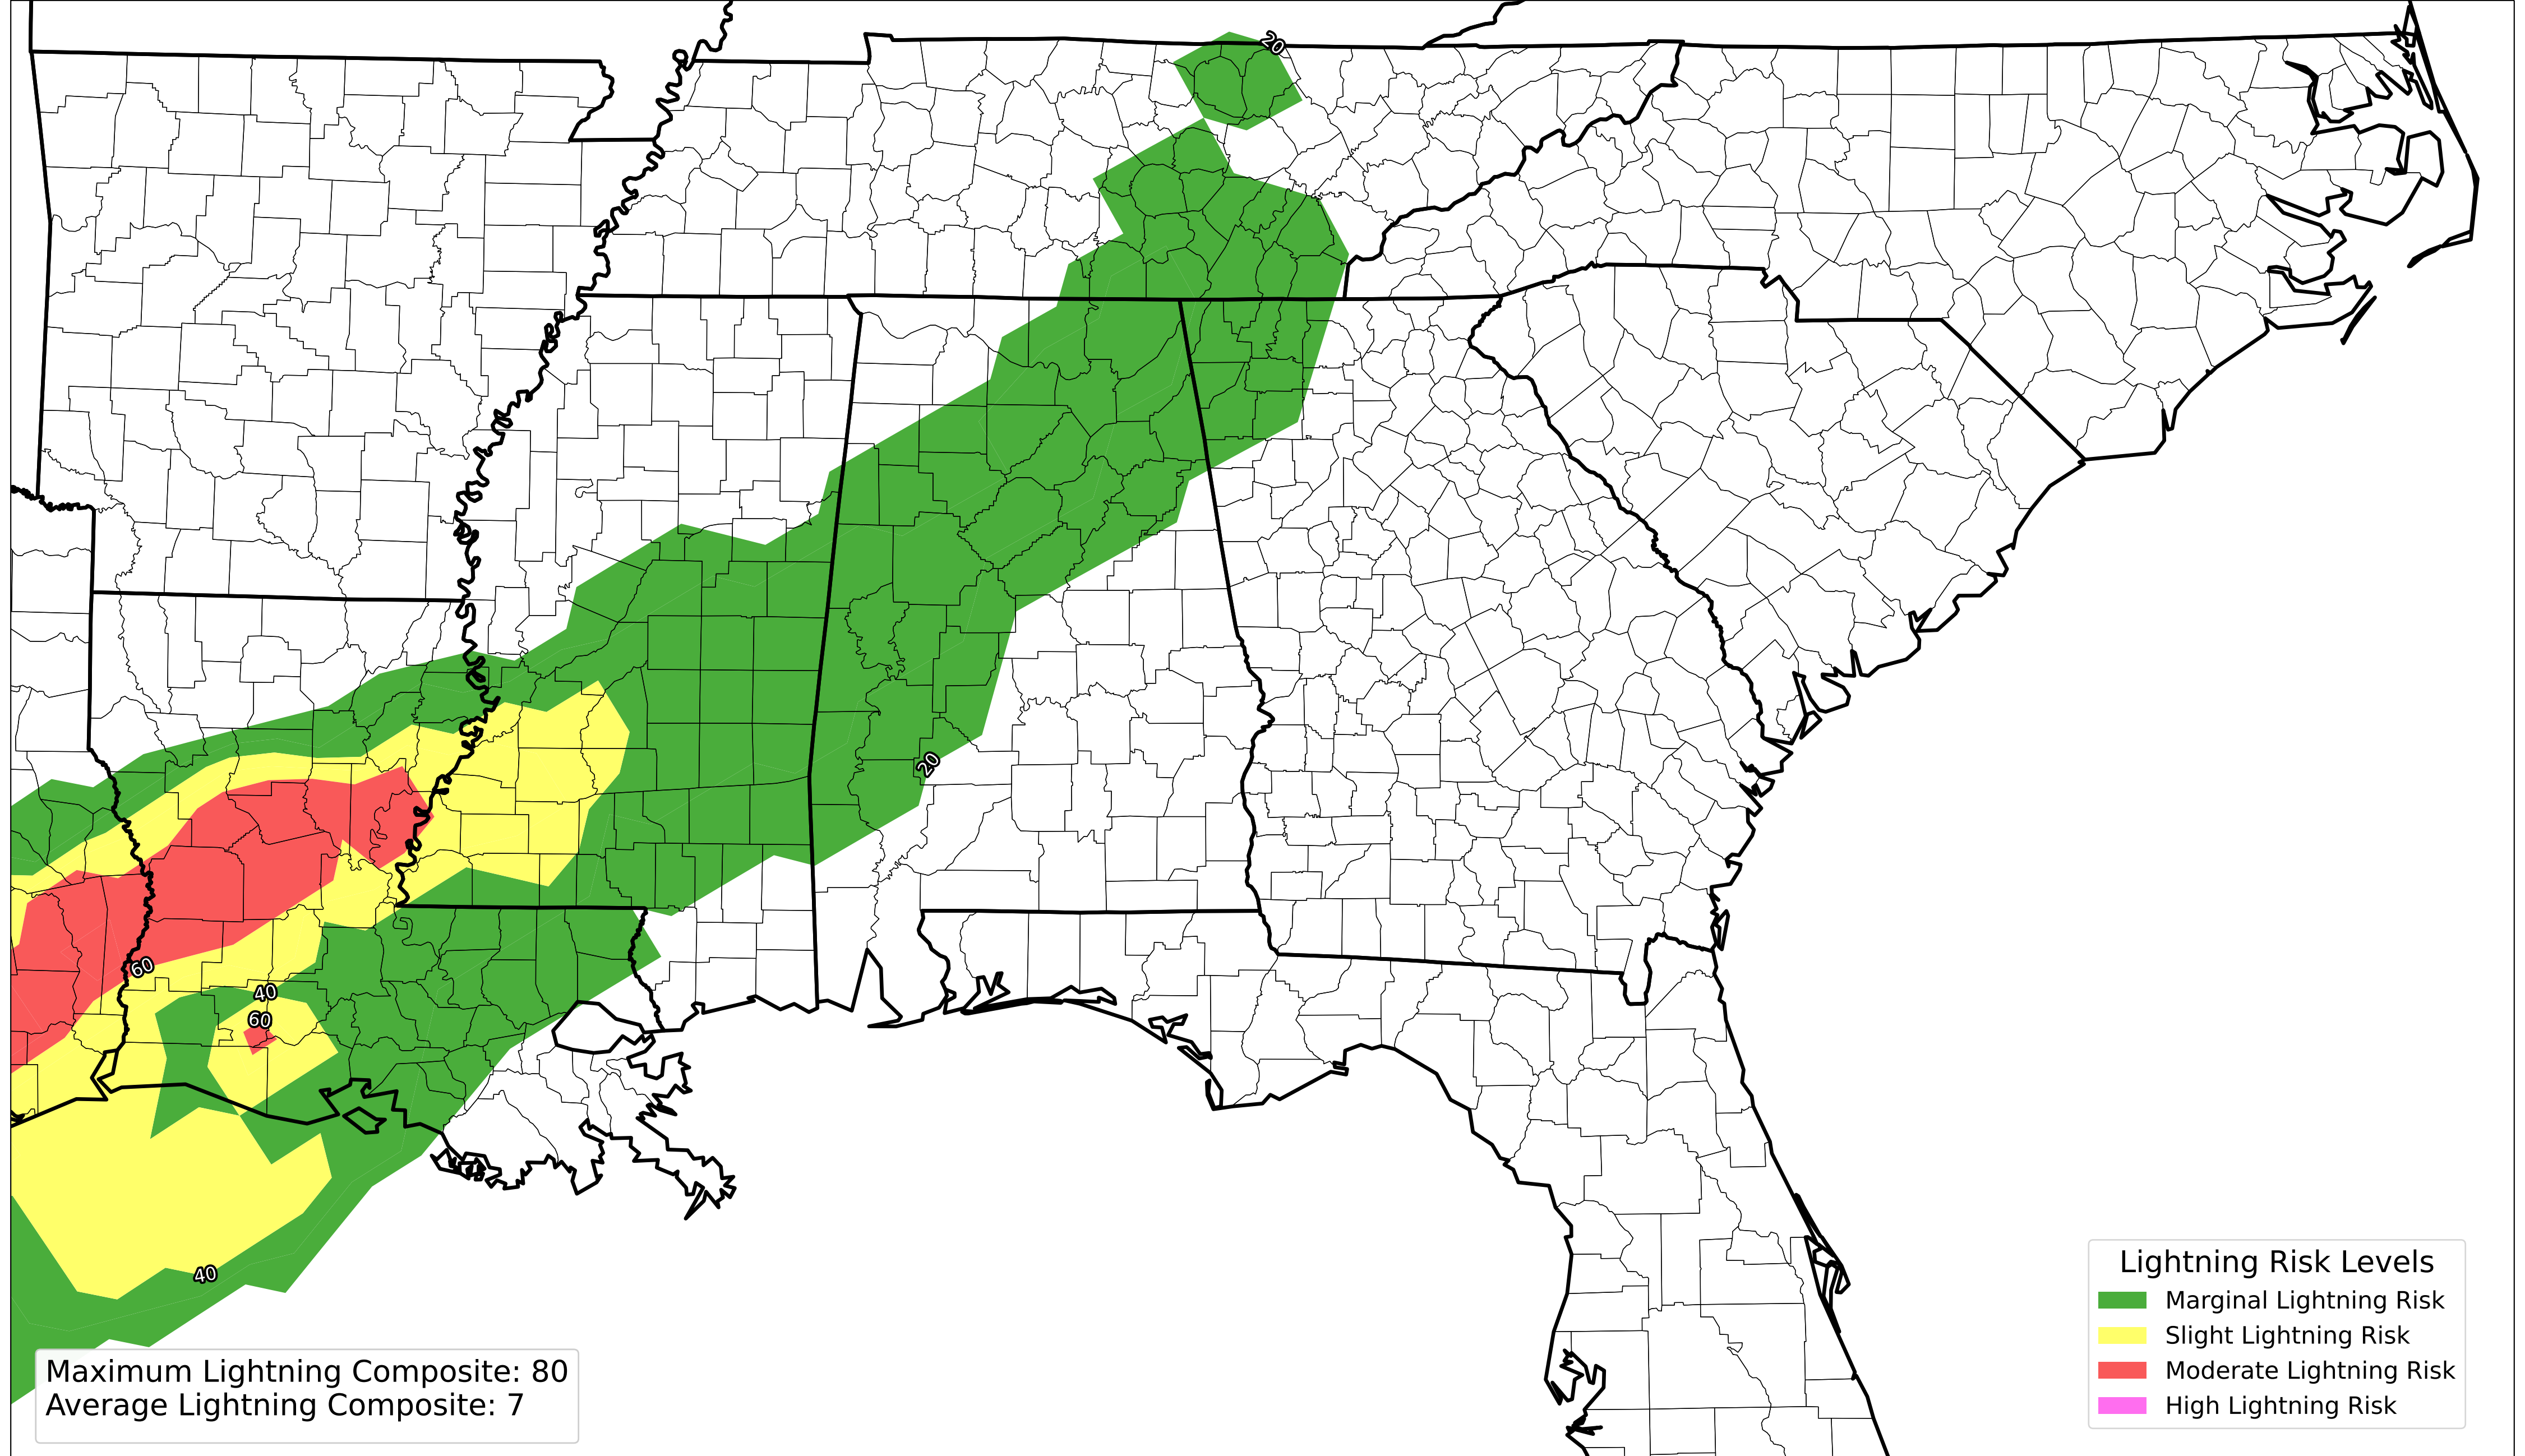 20
20
60
40
60
40
Maximum Lightning Composite: 80
Average Lightning Composite: 7
Lightning Risk Levels
Marginal Lightning Risk
Slight Lightning Risk
Moderate Lightning Risk
High Lightning Risk